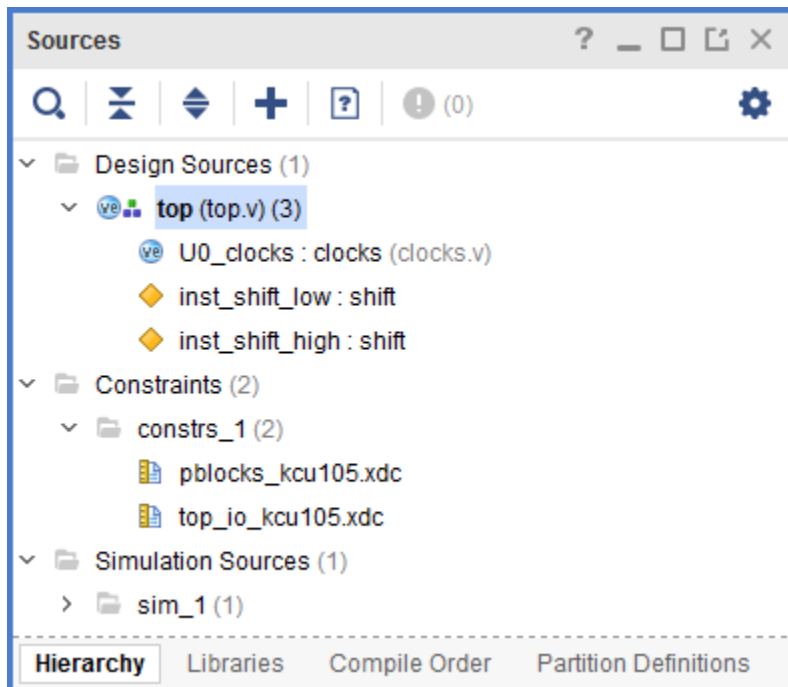 Sources
(0)
Design Sources (1)
top (top.v) (3)
U0_clocks : clocks (clocks.v)
inst_shift_low : shift
inst_shift_high : shift
Constraints (2)
constrs_1 (2)
pblocks_kcu105.xdc
top_io_kcu105.xdc
Simulation Sources (1)
sim_1 (1)
Hierarchy Libraries Compile Order Partition Definitions